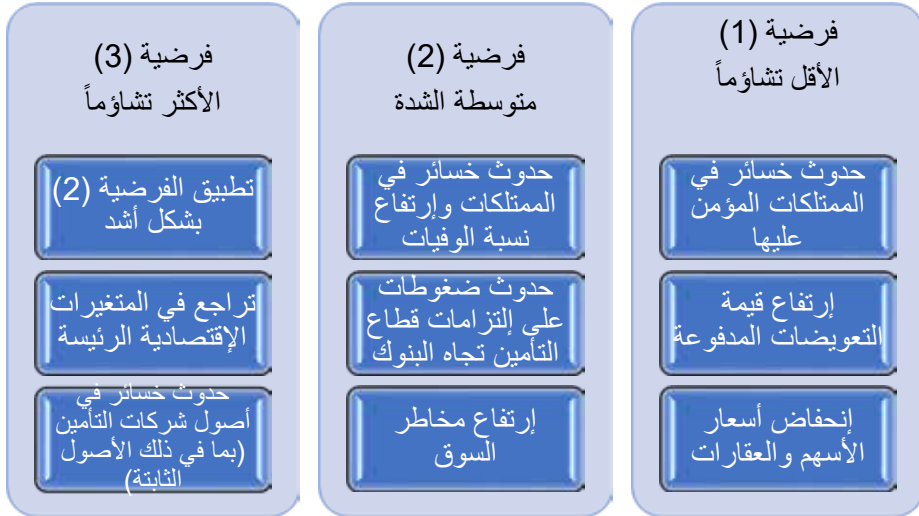 فرضية (1)
الأقل تشاؤماً
حدوث خسائر في
الممتلكات المؤمن
عليها
إرتفاع قيمة
التعويضات المدفوعة
إنخفاض أسعار
الأسهم والعقارات
فرضية (2)
متوسطة الشدة
حدوث خسائر في
الممتلكات وإرتفاع
نسبة الوفيات
حدوث ضغوطات
على إلتزامات قطاع
التأمين تجاه البنوك
إرتفاع مخاطر
السوق
فرضية (3)
الأكثر تشاؤماً
تطبيق الفرضية (2)
بشكل أشد
تراجع في المتغيرات
الإقتصادية الرئيسة
حدوث خسائر في
أصول شركات التأمين
(بما في ذلك الأصول
الثابتة)